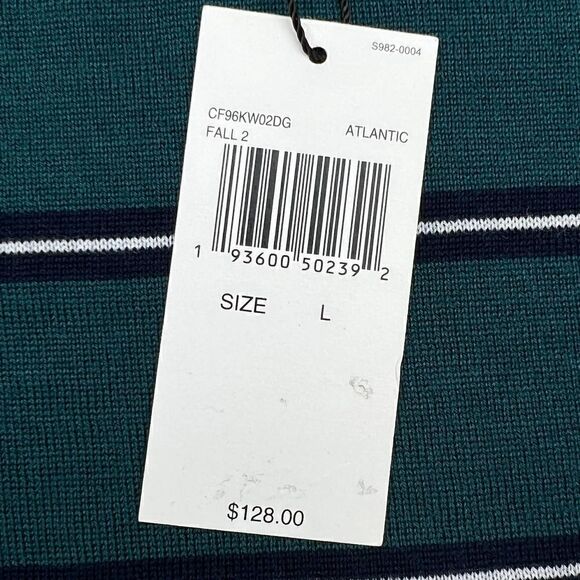 S982-0004
CF96KW02DG
FALL 2 ATLANTIC
1 93600 50239 2
SIZE L
$128.00